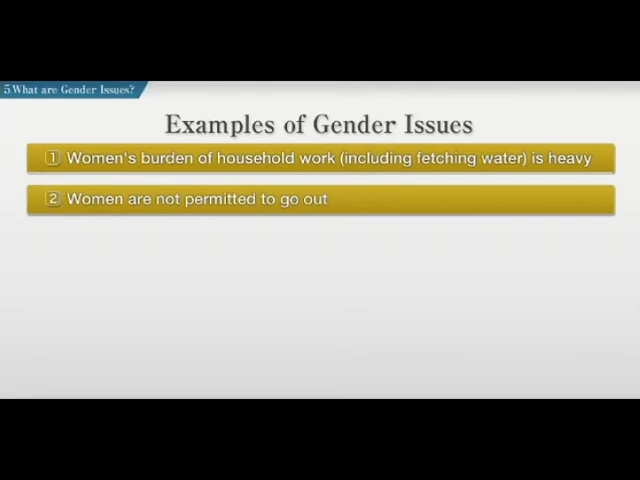 5.What are Gender Issues?
Examples of Gender Issues
1 Women's burden of household work (including fetching water) is heavy
2 Women are not permitted to go out